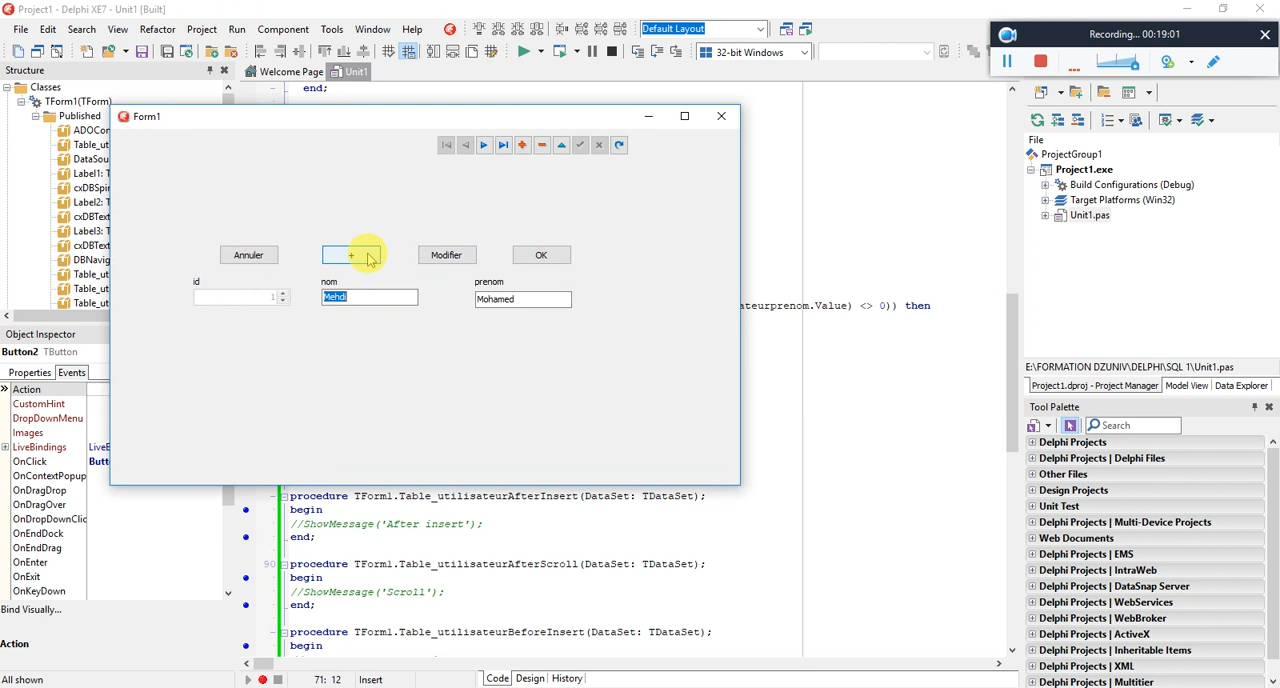 Project1 - Delphi XE7 - Unit1 [Built]
File Edit Search View Refactor Project Run Component Tools Window Help
Default Layout
Recording... 00:19:01
32-bit Windows
Structure
Welcome Page Unit1
Classes
TForm1(TForm)
Published
ADOCor
Table_ut
DataSou
Label1: T
cxDBSpir
Label2: T
cxDBText
Label3: T
cxDBText
DBNavig
Table_ut
Table_ut
Table_ut
end;
Form1
Annuler
+
Modifier
OK
id
nom
prenom
1
Mehdi
Mohamed
ateurprenom.Value) <> 0)) then
Object Inspector
Button2 TButton
Properties Events
Action
CustomHint
DropDownMenu
Images
LiveBindings LiveB
OnClick Butt
OnContextPopup
OnDragDrop
OnDragOver
OnDropDownClic
OnEndDock
OnEndDrag
OnEnter
OnExit
OnKeyDown
Bind Visually...
Action
All shown
procedure TForm1.Table_utilisateurAfterInsert(DataSet: TDataSet);
begin
//ShowMessage('After insert');
end;
90
procedure TForm1.Table_utilisateurAfterScroll(DataSet: TDataSet);
begin
//ShowMessage('Scroll');
end;
procedure TForm1.Table_utilisateurBeforeInsert(DataSet: TDataSet);
begin
71: 12 Insert
Code Design History
File
ProjectGroup1
Project1.exe
Build Configurations (Debug)
Target Platforms (Win32)
Unit1.pas
E:\FORMATION DZUNIV\DELPHI\SQL 1\Unit1.pas
Project1.dproj - Project Manager Model View Data Explorer
Tool Palette
Search
Delphi Projects
Delphi Projects | Delphi Files
Other Files
Design Projects
Unit Test
Delphi Projects | Multi-Device Projects
Web Documents
Delphi Projects | EMS
Delphi Projects | IntraWeb
Delphi Projects | DataSnap Server
Delphi Projects | WebServices
Delphi Projects | WebBroker
Delphi Projects | ActiveX
Delphi Projects | Inheritable Items
Delphi Projects | XML
Delphi Projects | Multitier